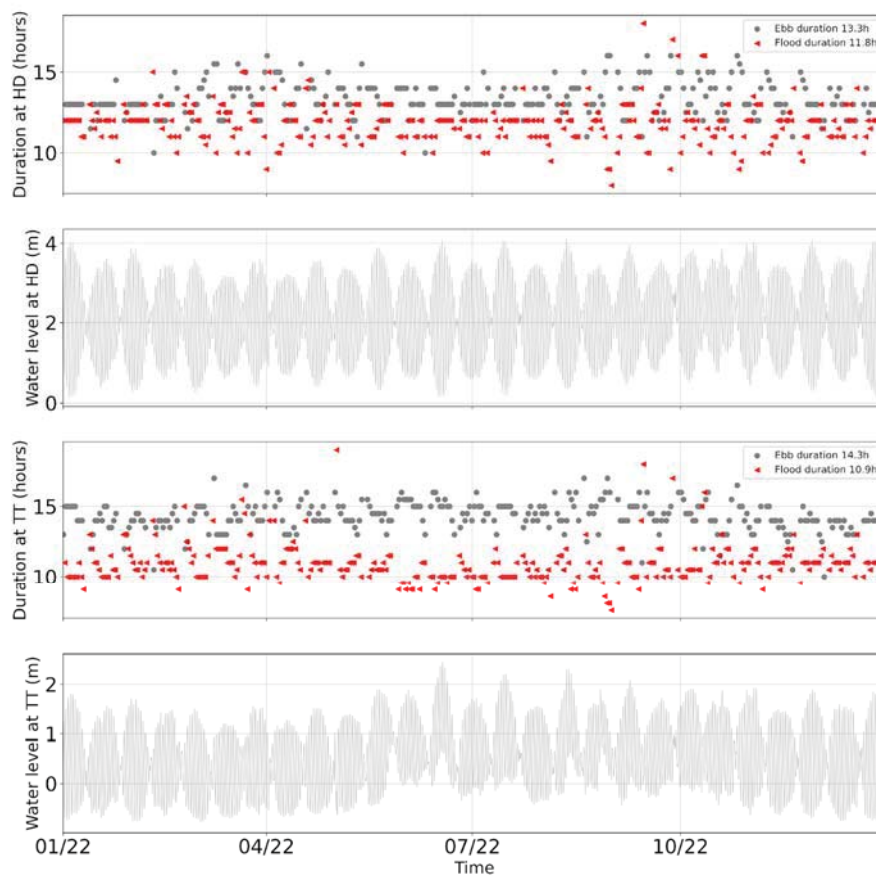 Duration at HD (hours)
15
10
Ebb duration 13.3h
Flood duration 11.8h
Water level at HD (m)
4
2
0
Duration at TT (hours)
15
10
Ebb duration 14.3h
Flood duration 10.9h
Water level at TT (m)
2
1
0
01/22
04/22
07/22
10/22
Time